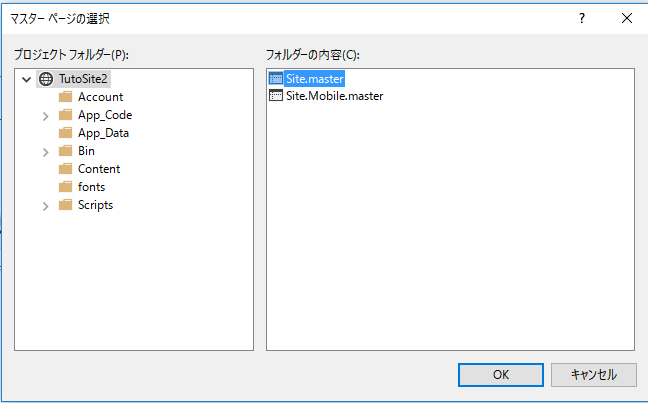 マスター ページの選択
?
プロジェクト フォルダー(P):
TutoSite2
Account
App_Code
App_Data
Bin
Content
fonts
Scripts
フォルダーの内容(C):
Site.master
Site.Mobile.master
OK
キャンセル